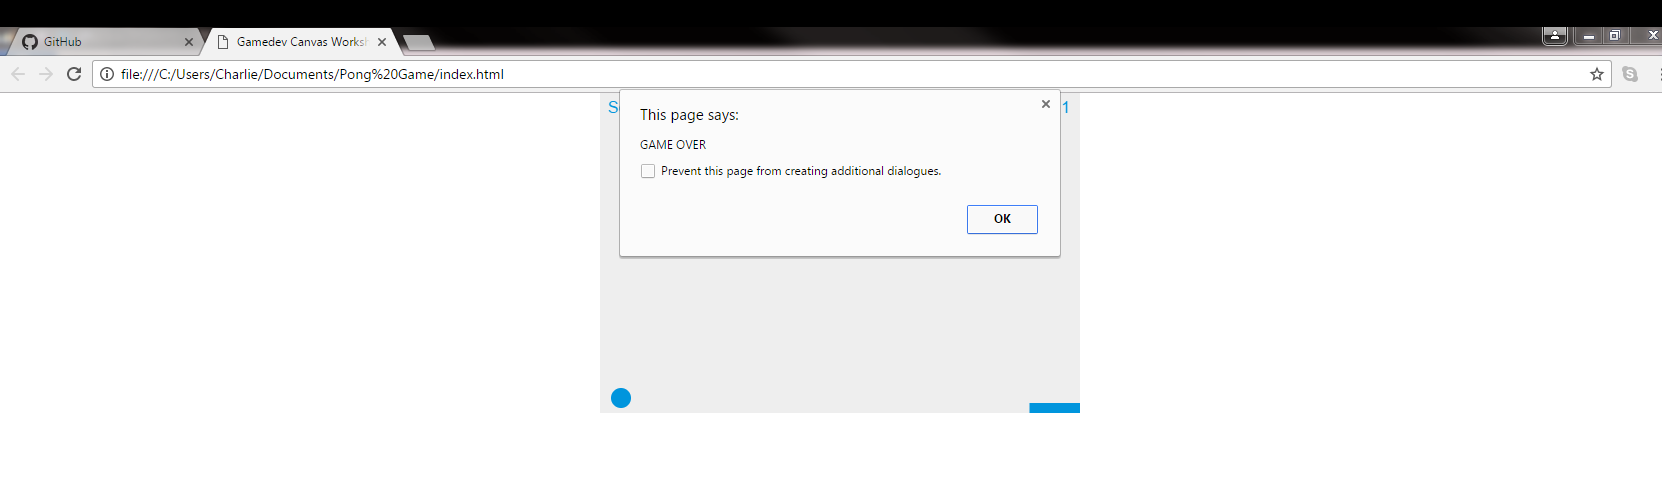 GitHub
Gamedev Canvas Works
file:///C:/Users/Charlie/Documents/Pong%20Game/index.html
S
1
This page says:
GAME OVER
Prevent this page from creating additional dialogues.
OK